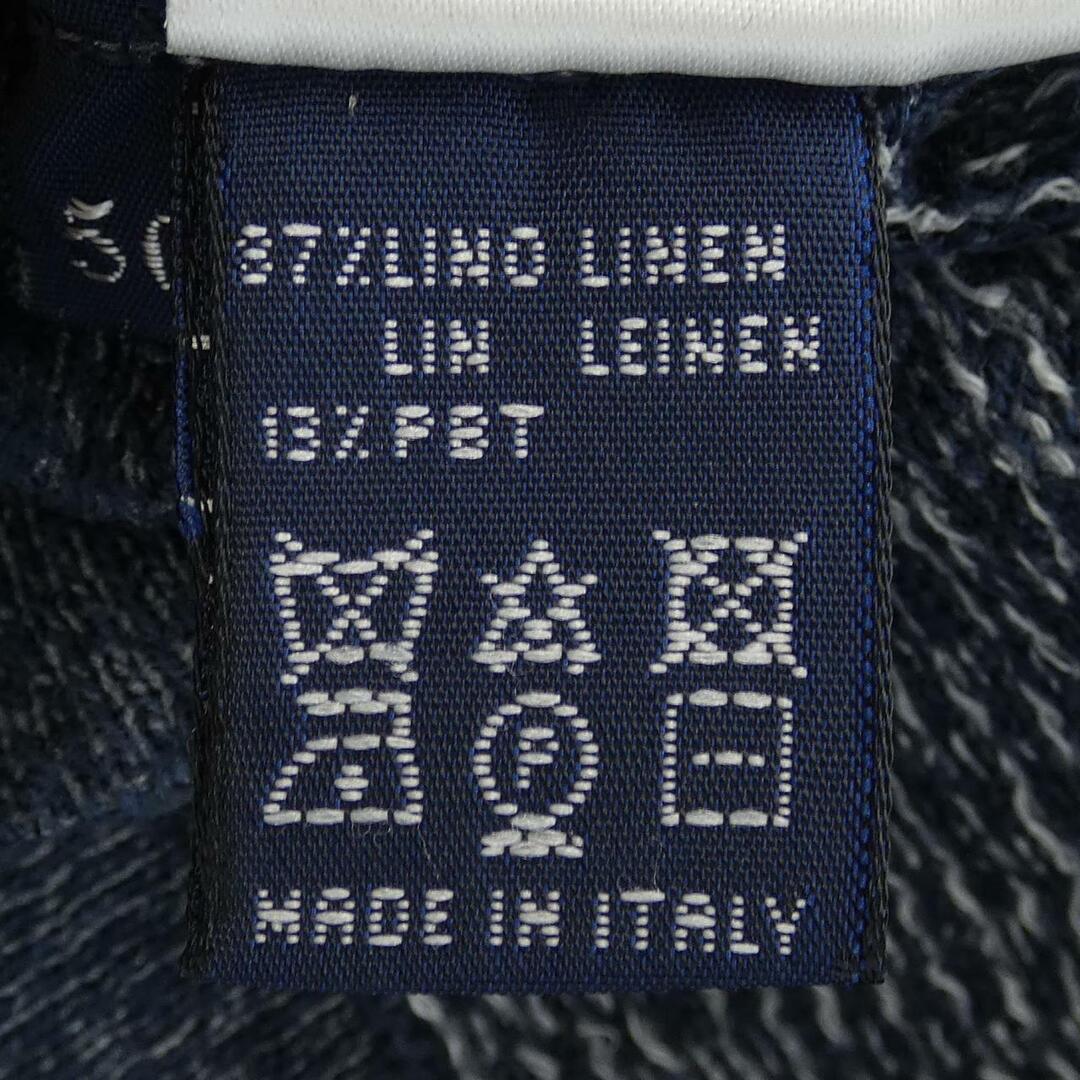 87%LINO LINEN
LIN LEINEN
13% PBT
P
MADE IN ITALY